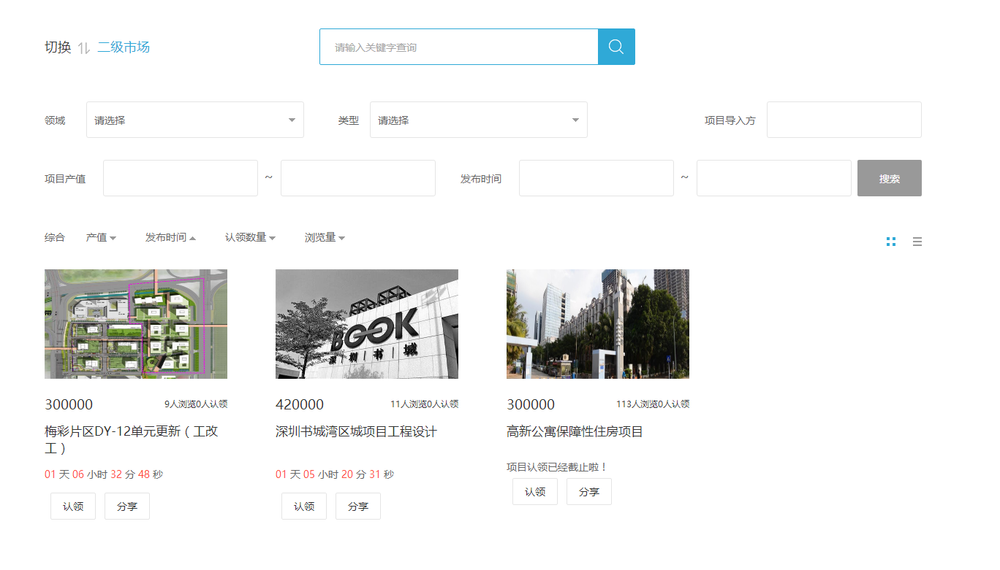 切换 二级市场
请输入关键字查询
领域 请选择 类型 请选择 项目导入方
项目产值 ~ 发布时间 ~ 搜索
综合 产值 发布时间 认领数量 浏览量
带：
BOOK
深 | 圳 | 书 | 城
300000 9人浏览0人认领
梅彩片区DY-12单元更新（工改
工）
01 天 06 小时 32 分 48 秒
认领 分享
420000 11人浏览0人认领
深圳书城湾区城项目工程设计
01 天 05 小时 20 分 31 秒
认领 分享
300000 113人浏览0人认领
高新公寓保障性住房项目
项目认领已经截止啦！
认领 分享